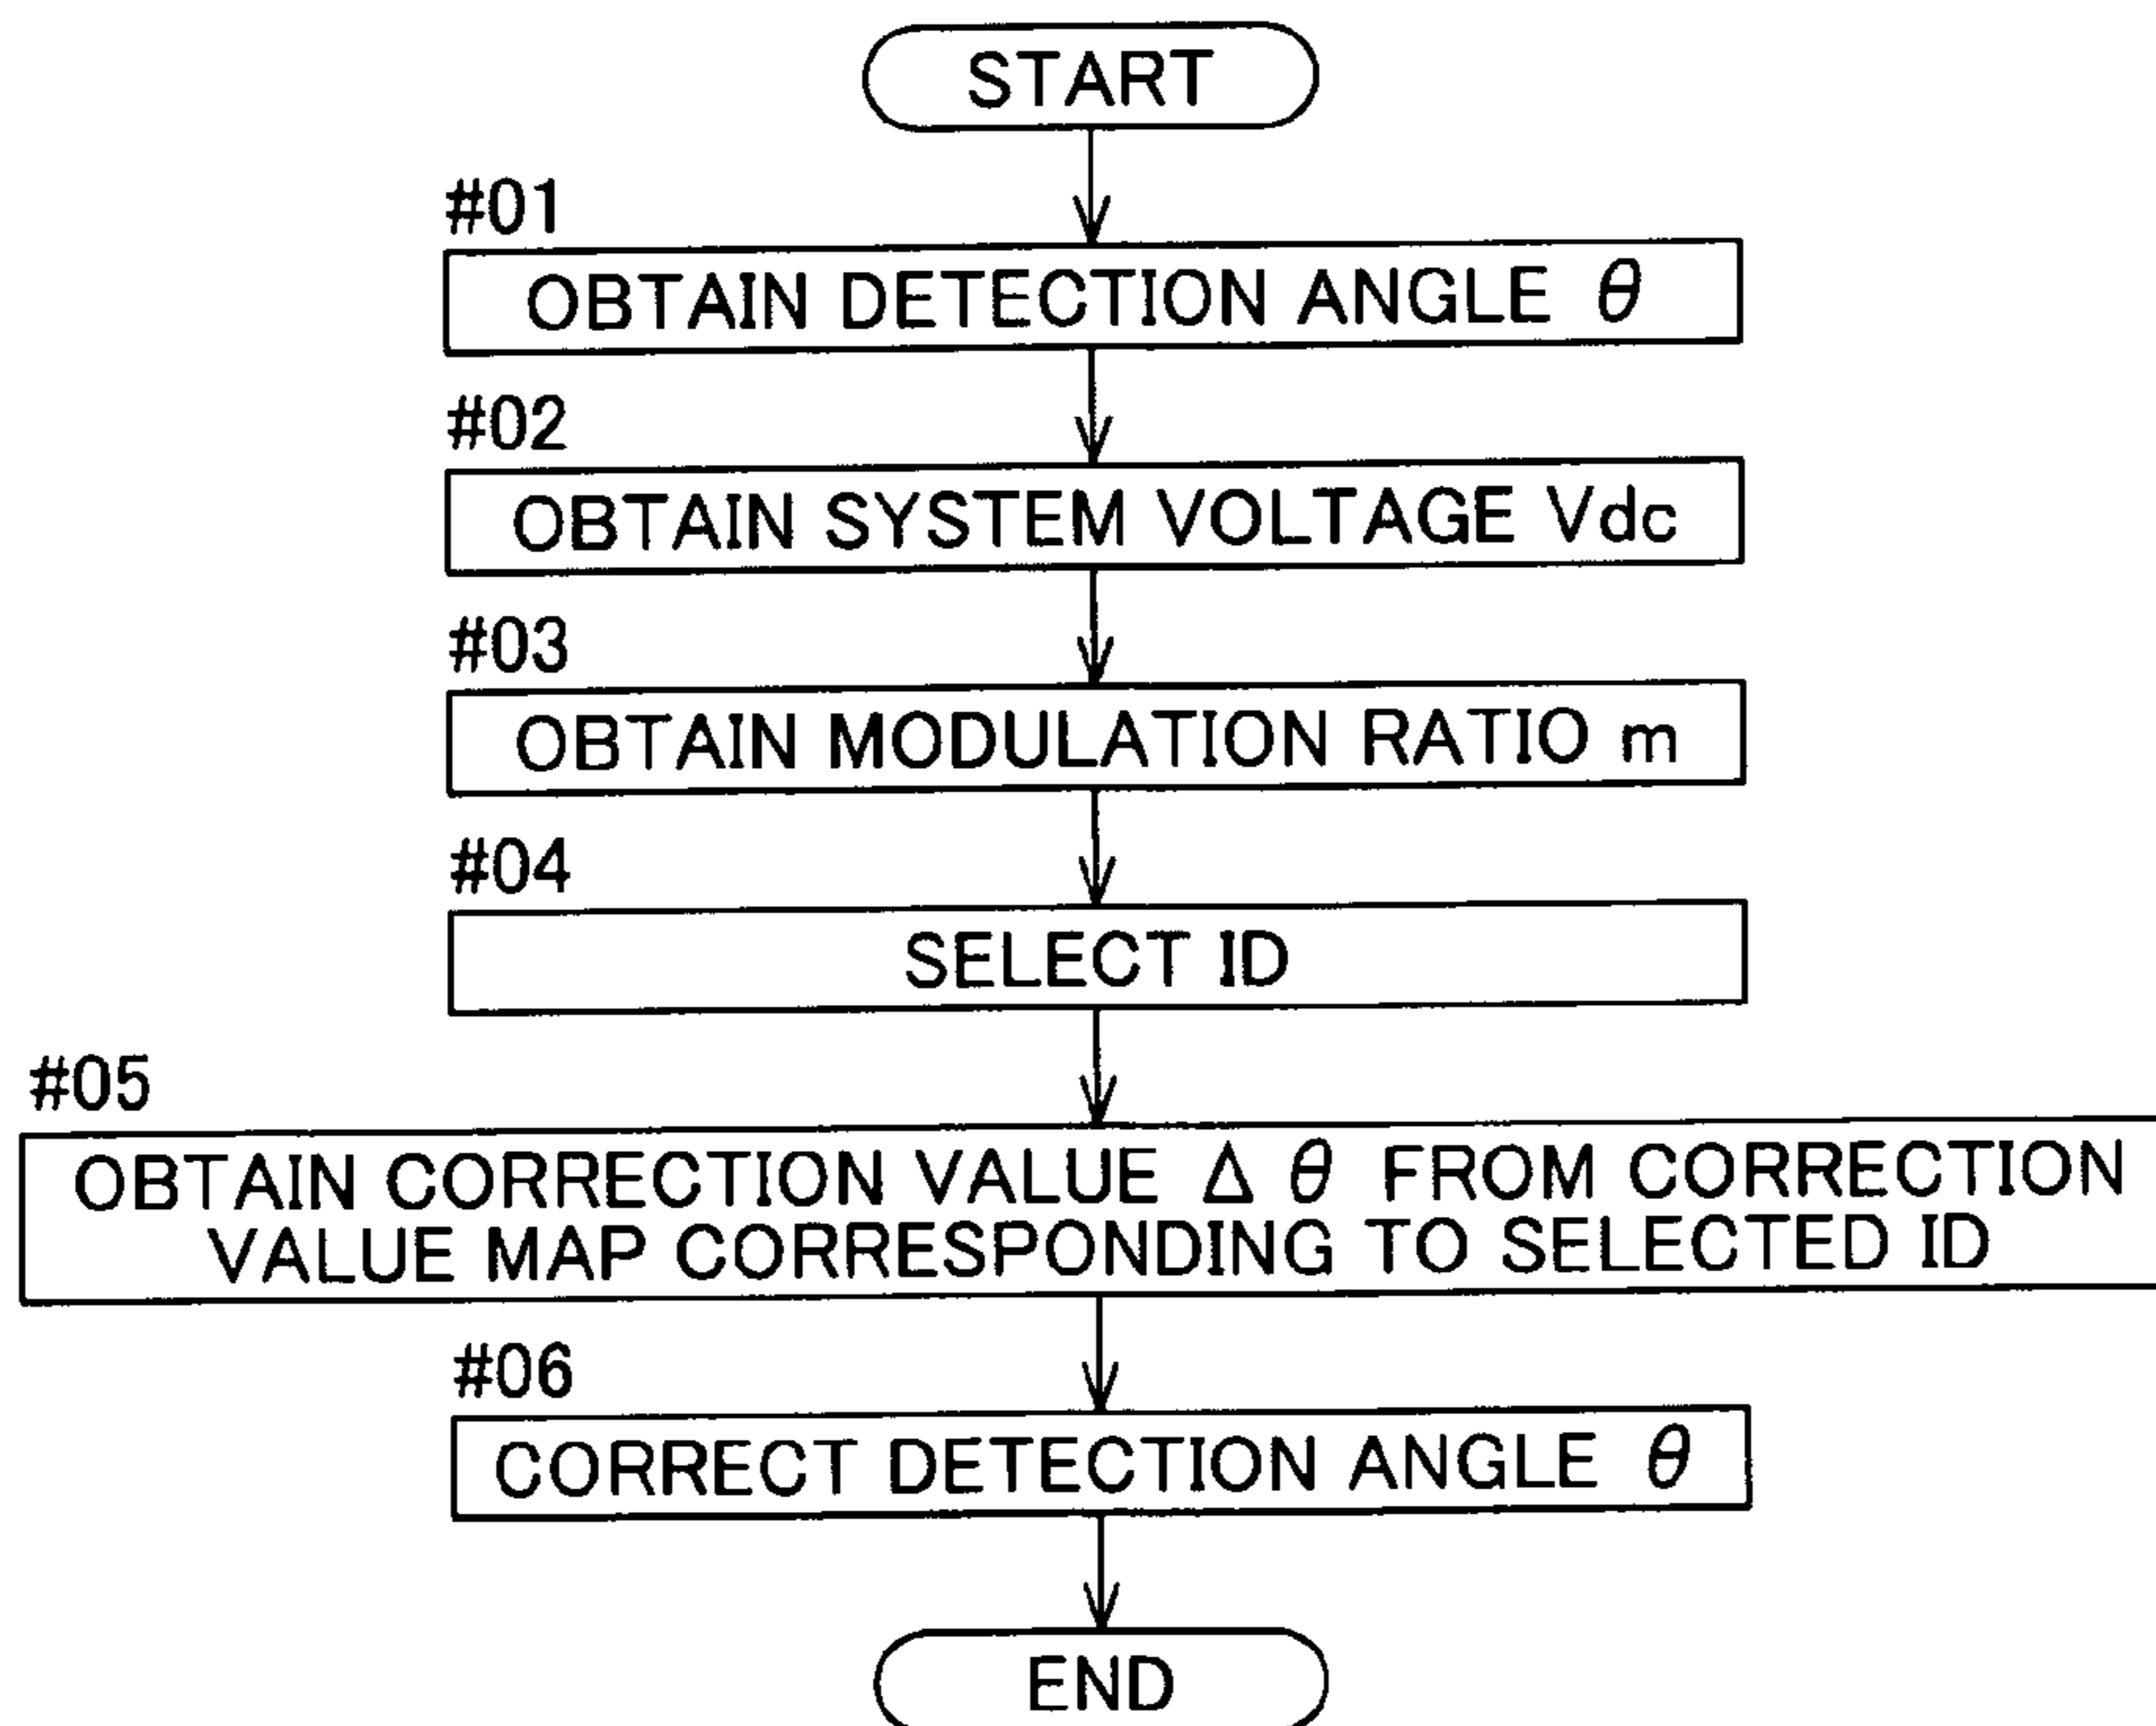 START
#01
OBTAIN DETECTION ANGLE θ
#02
OBTAIN SYSTEM VOLTAGE Vdc
#03
OBTAIN MODULATION RATIO m
#04
SELECT ID
#05
OBTAIN CORRECTION VALUE Δ θ FROM CORRECTION
VALUE MAP CORRESPONDING TO SELECTED ID
#06
CORRECT DETECTION ANGLE θ
END